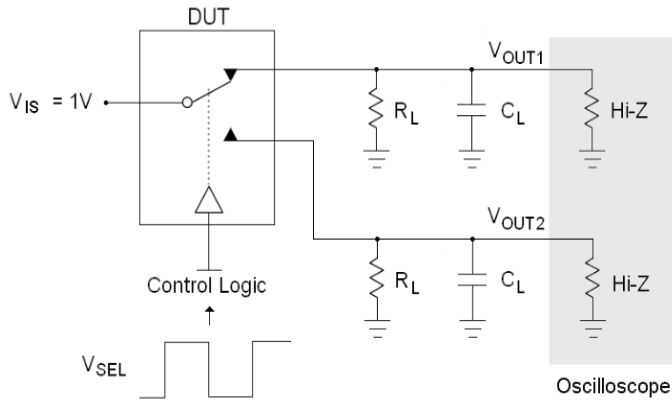 DUT
V_OUT1
V_IS = 1V
R_L
C_L
Hi-Z
V_OUT2
Control Logic
R_L
C_L
Hi-Z
V_SEL
Oscilloscope